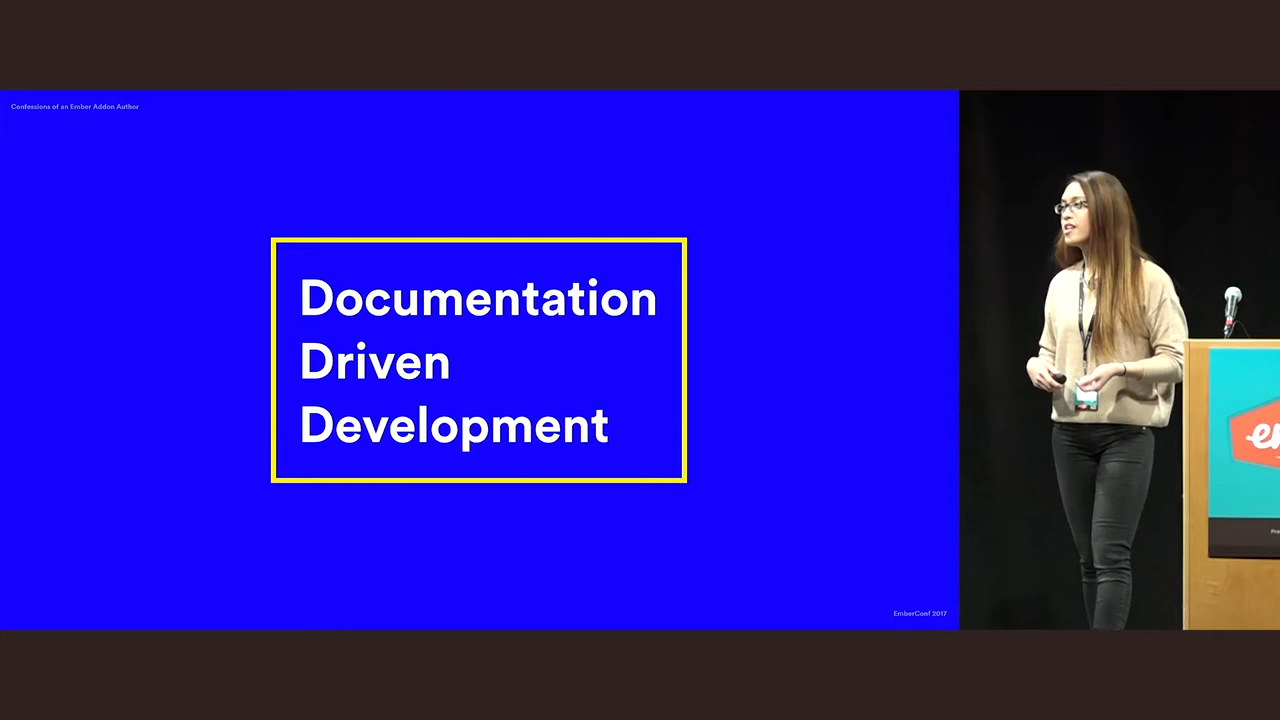 Confessions of an Ember Addon Author
Documentation
Driven
Development
EmberConf 2017